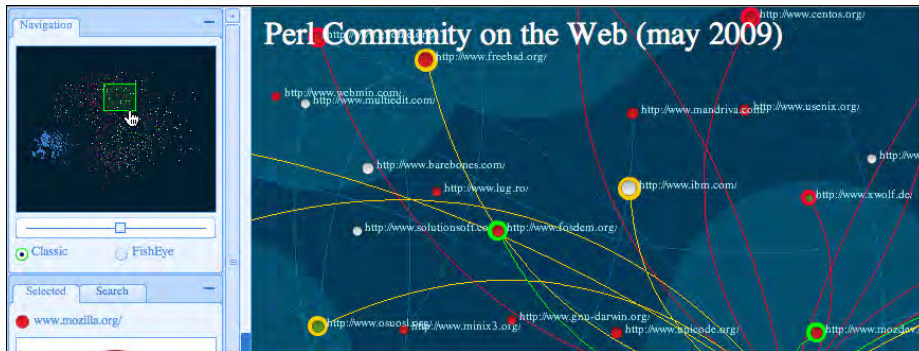 Navigation
Classic
FishEye
Selected
Search
www.mozilla.org/
Perl Community on the Web (may 2009)
http://www.centos.org/
http://www.freebsd.org/
http://www.webmin.com/
http://www.multiedit.com/
http://www.mandriva.com/
http://www.usenix.org/
http://www.barebones.com/
http://www.lug.ro/
http://www.ibm.com/
http://www.xwolf.de/
http://www.solutionsoft.co
http://www.fosdem.org/
http://www.osuosl.org/
http://www.minix3.org/
http://www.gnu-darwin.org/
http://www.unicode.org/
http://www.mozdev